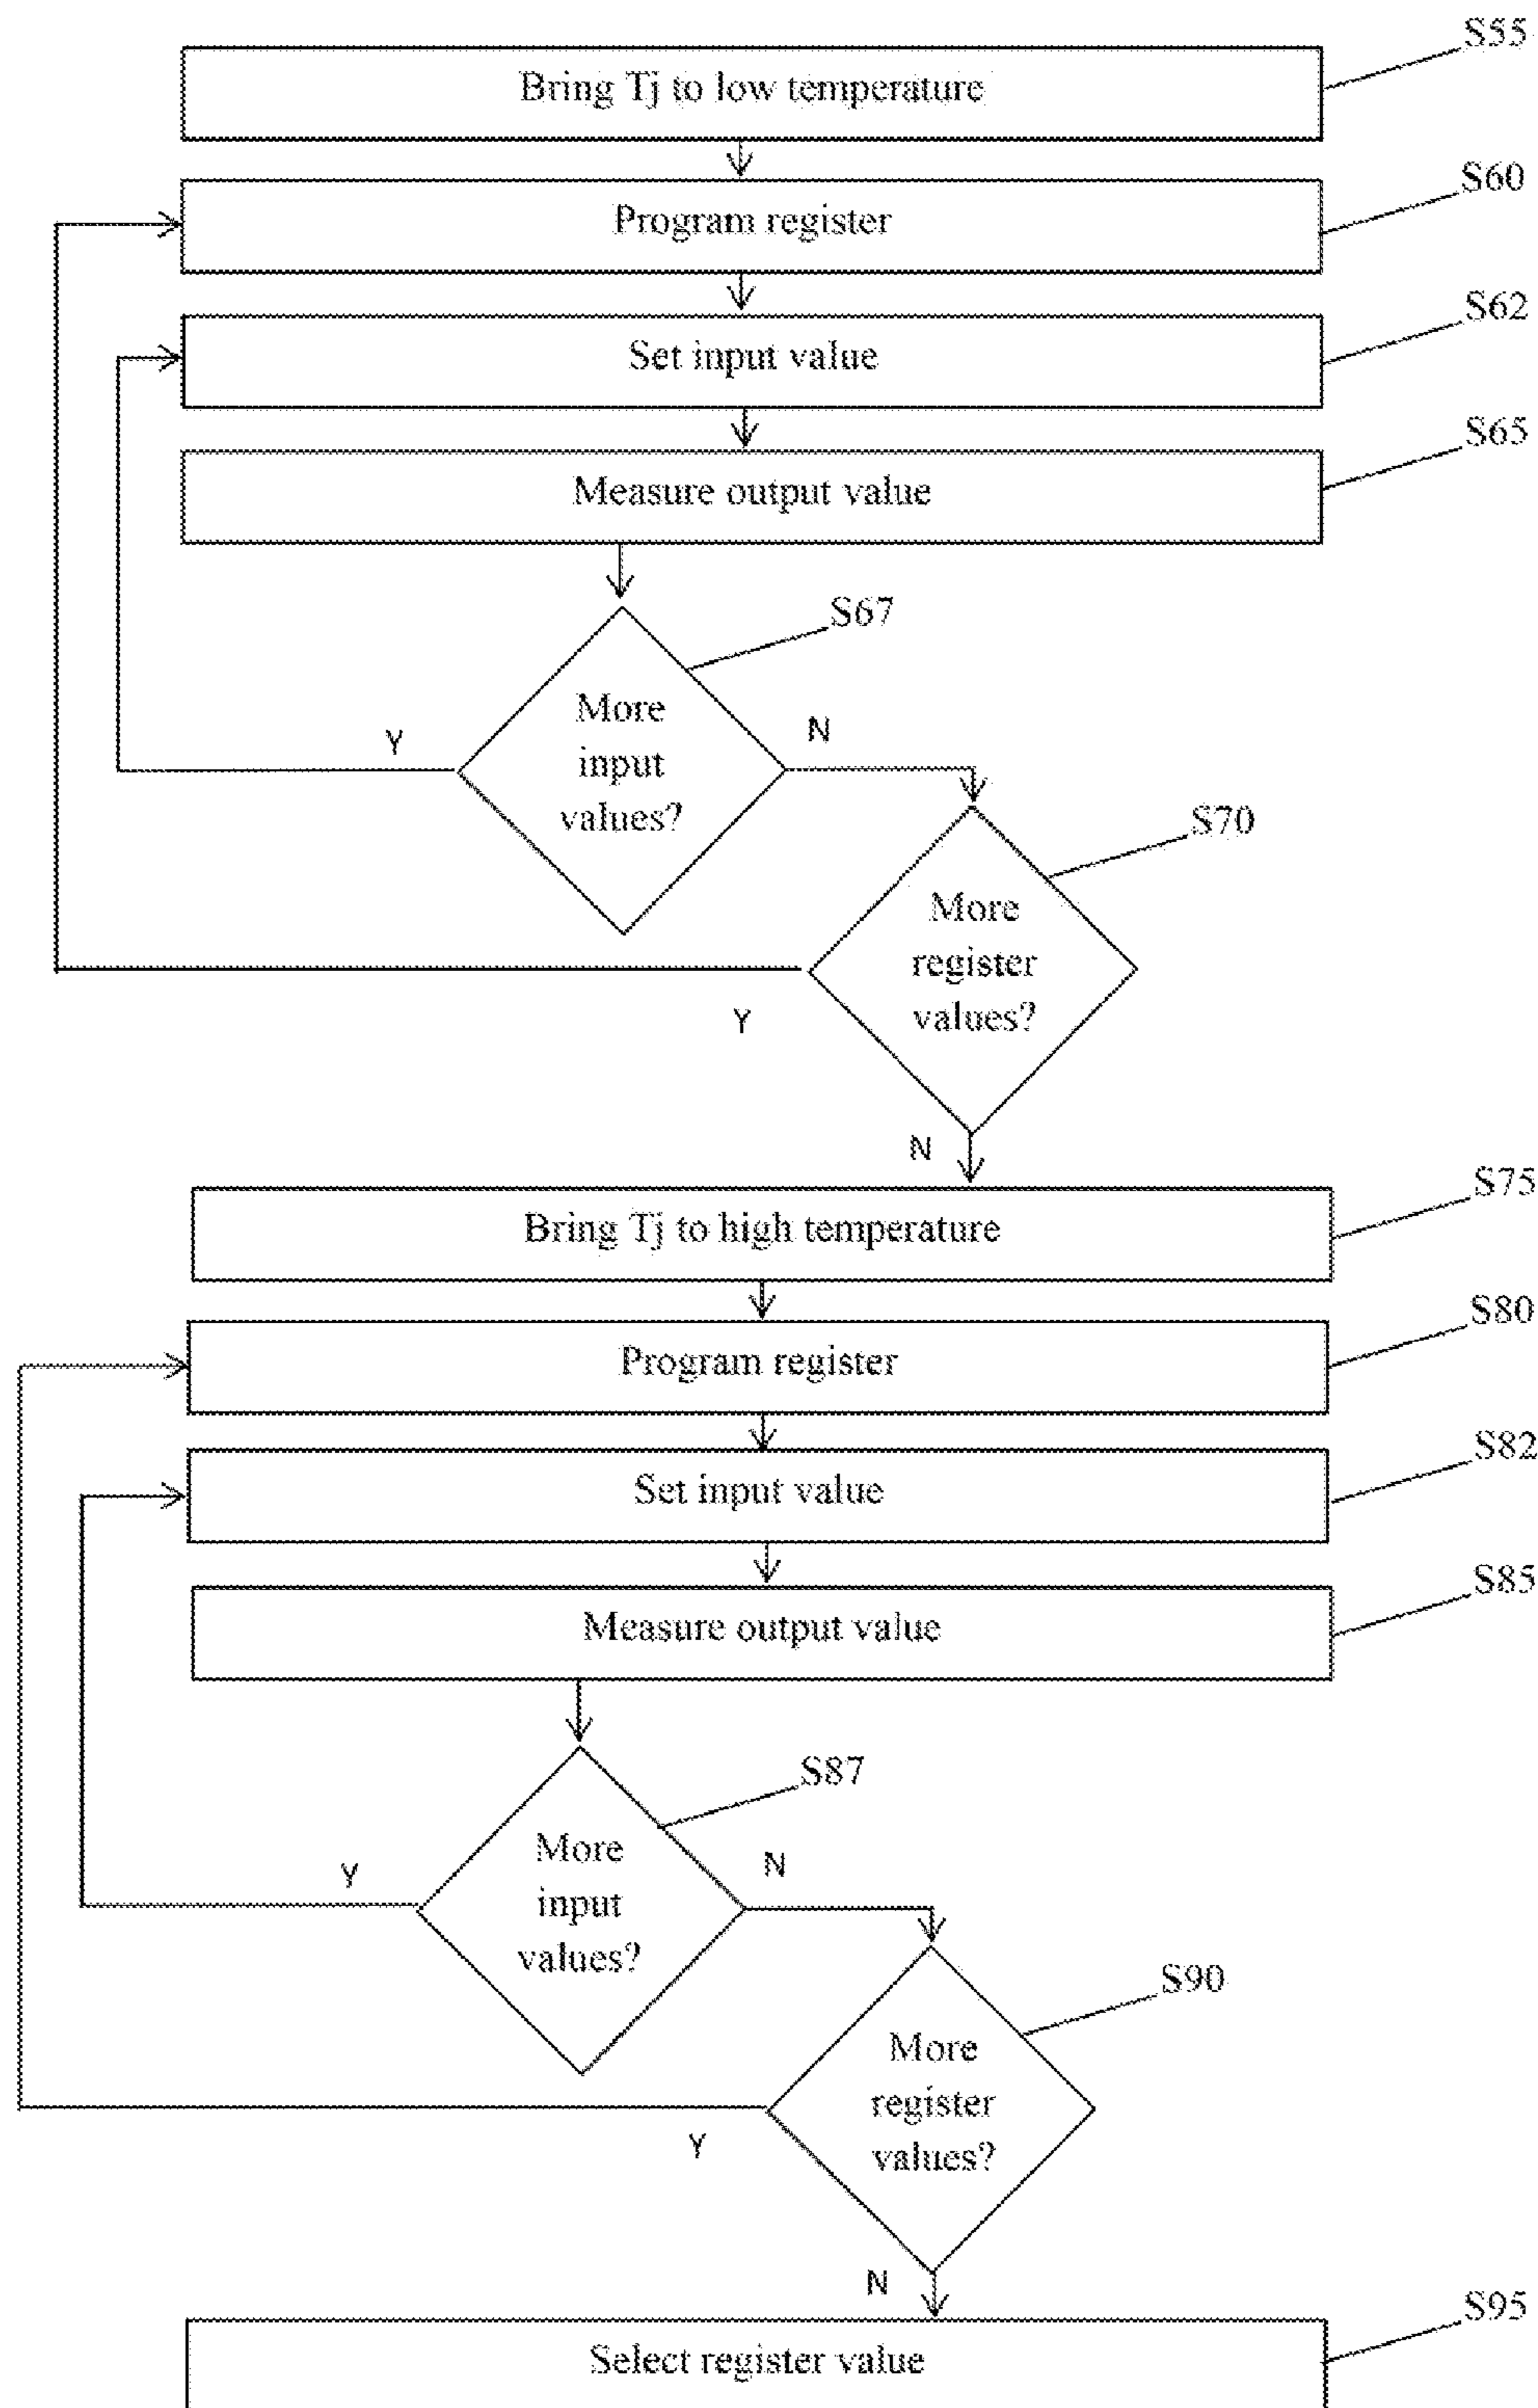 S55
Bring Tj to low temperature
S60
Program register
S62
Set input value
S65
Measure output value
S67
More
input
values?
Y
N
S70
More
register
values?
Y
N
S75
Bring Tj to high temperature
S80
Program register
S82
Set input value
S85
Measure output value
S87
More
input
values?
Y
N
S90
More
register
values?
Y
N
S95
Select register value